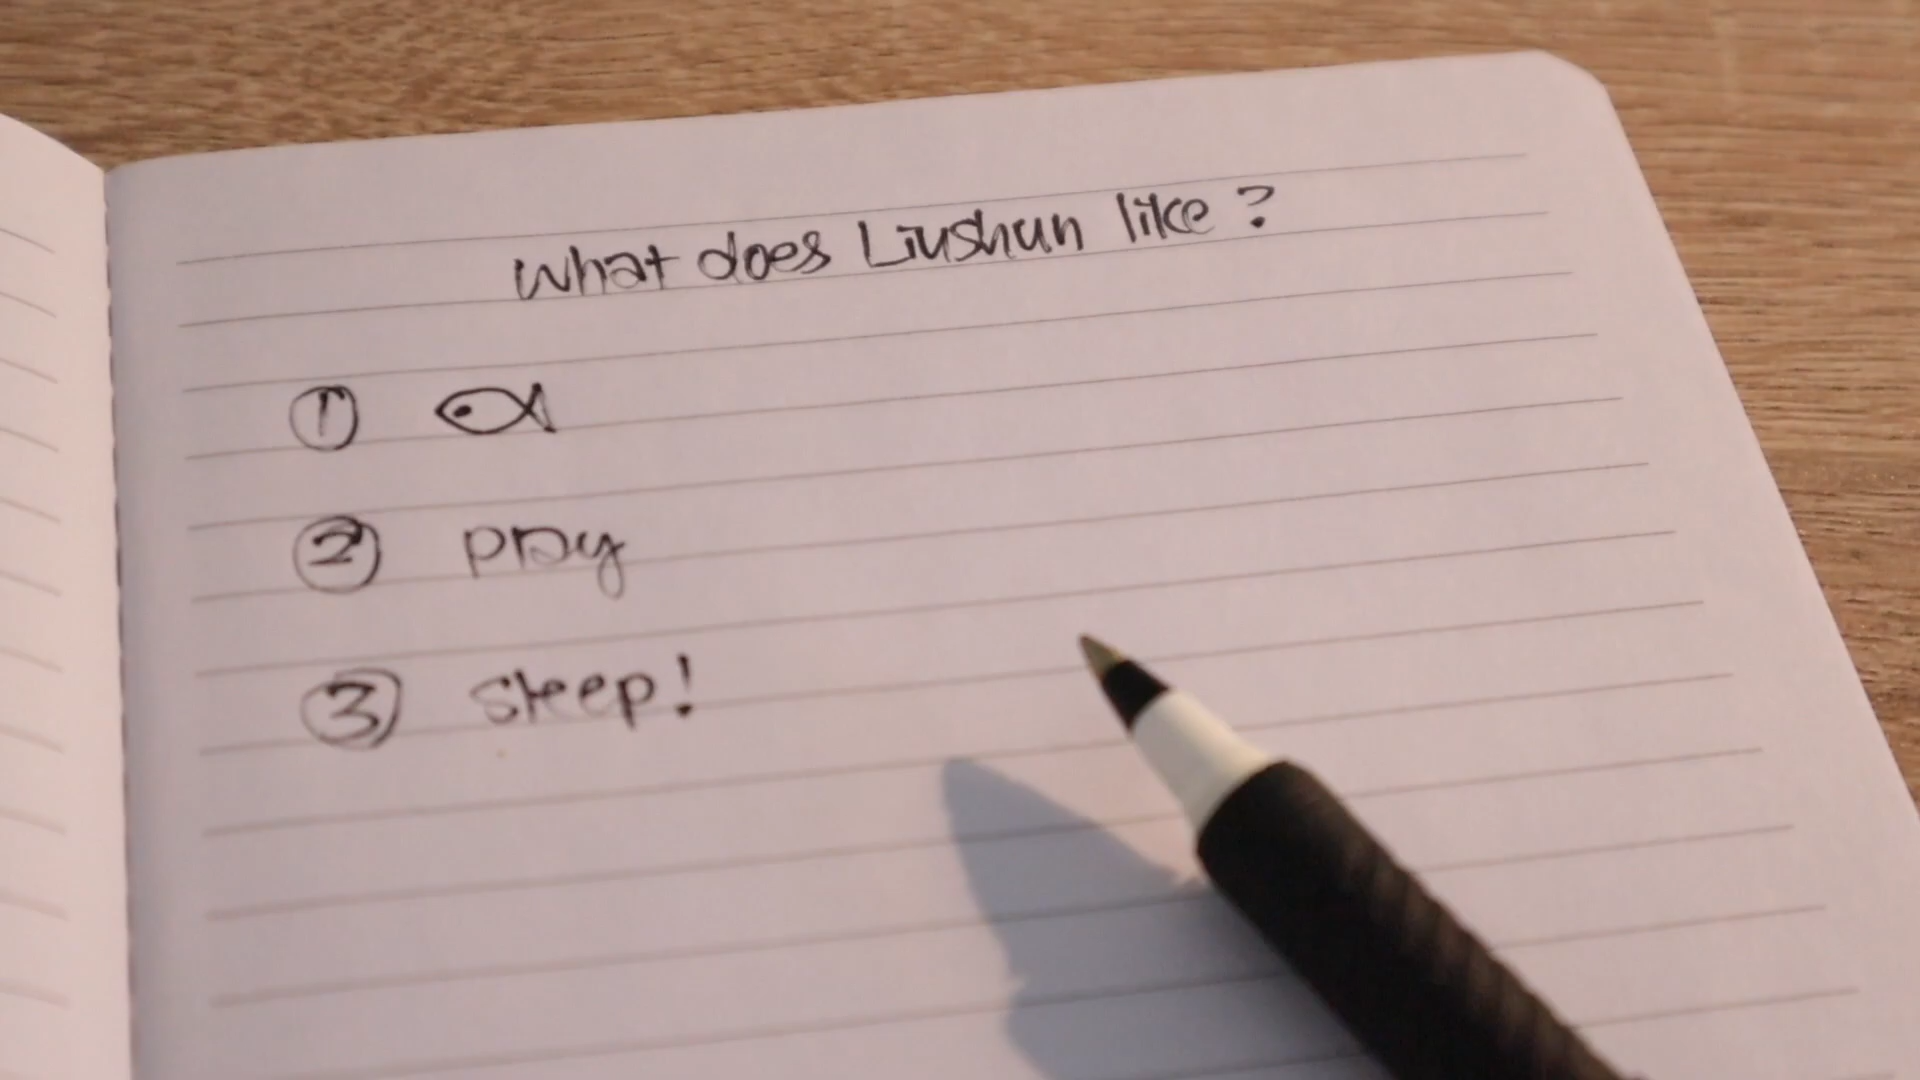 What does Liushun like?
①
② play
③ sleep!